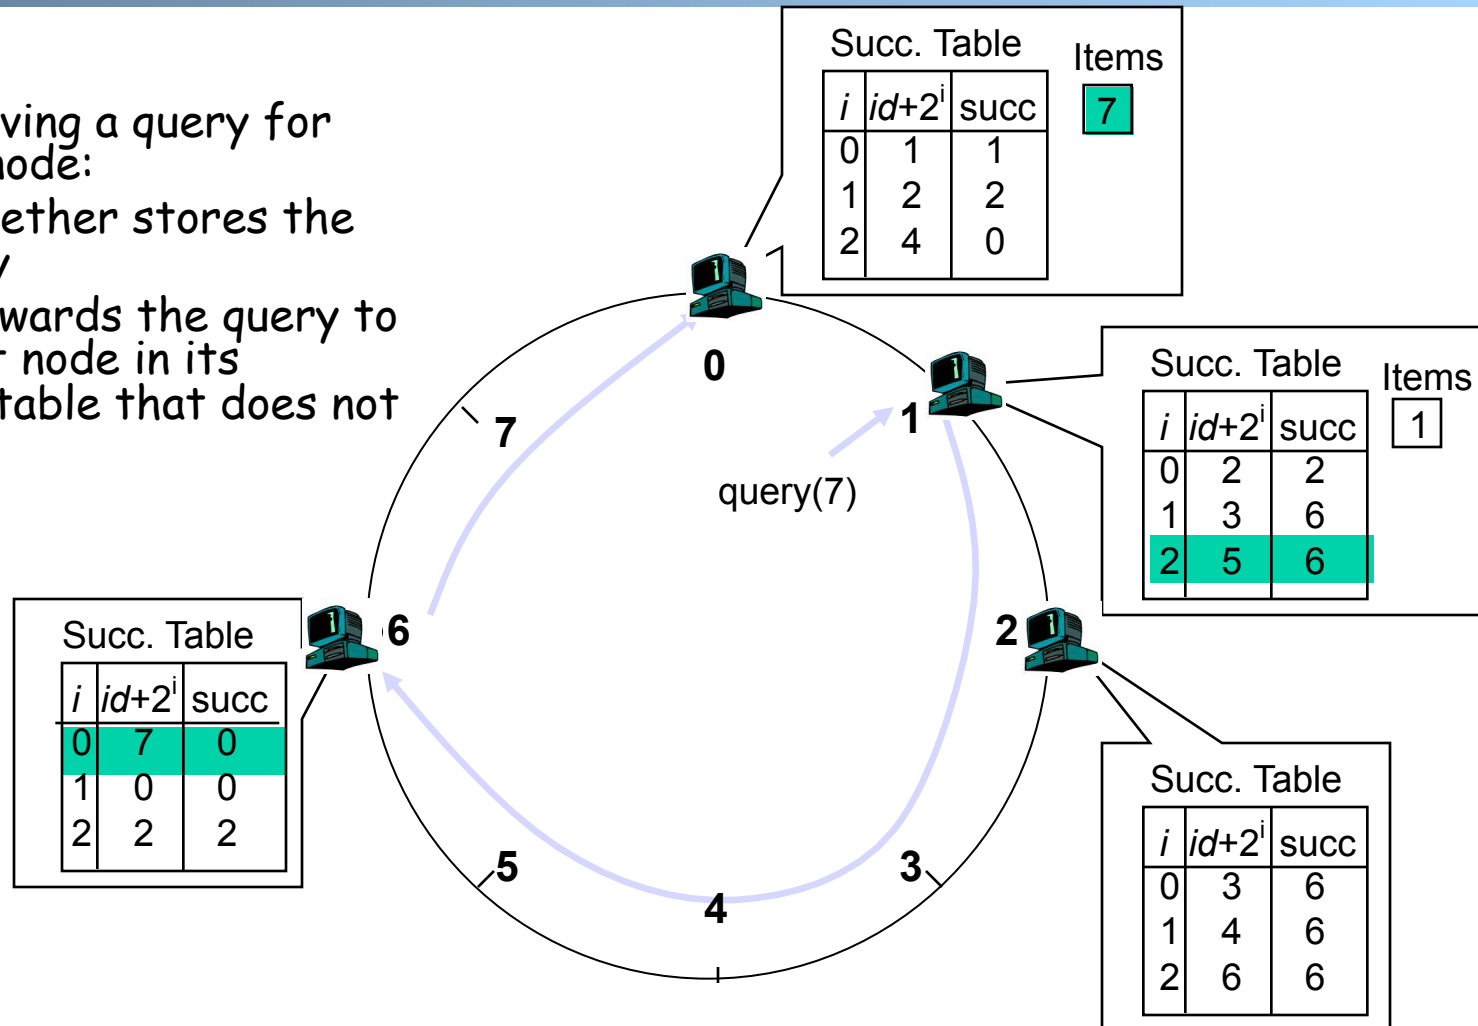 ving a query for
node:
ether stores the
y
wards the query to
t node in its
table that does not
Succ. Table
Items
i id+2^i succ
7
0 1 1
1 2 2
2 4 0
0
7
1
query(7)
Succ. Table
Items
i id+2^i succ
1
0 2 2
1 3 6
2 5 6
6
2
Succ. Table
i id+2^i succ
0 7 0
1 0 0
2 2 2
5
4
3
Succ. Table
i id+2^i succ
0 3 6
1 4 6
2 6 6